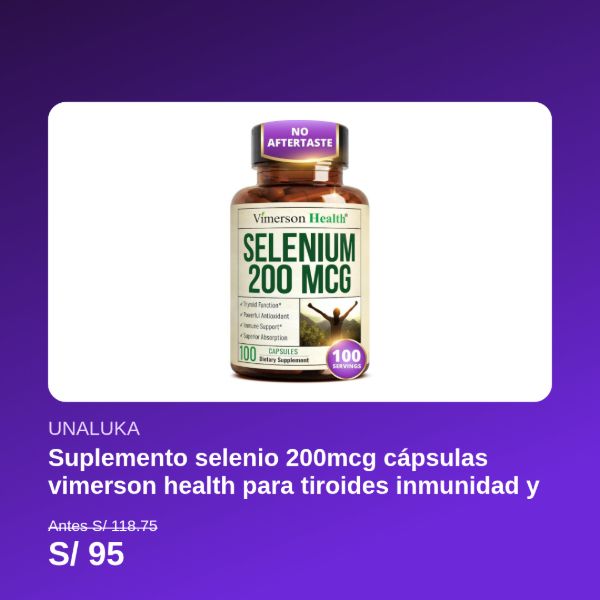 NO
AFTERTASTE
Vimerson Health®
SELENIUM
200 MCG
✓ Thyroid Function*
✓ Powerful Antioxidant
✓ Immune Support*
✓ Superior Absorption
100 CAPSULES
Dietary Supplement
100
SERVINGS
UNALUKA
Suplemento selenio 200mcg cápsulas
vimerson health para tiroides inmunidad y
Antes S/ 118.75
S/ 95